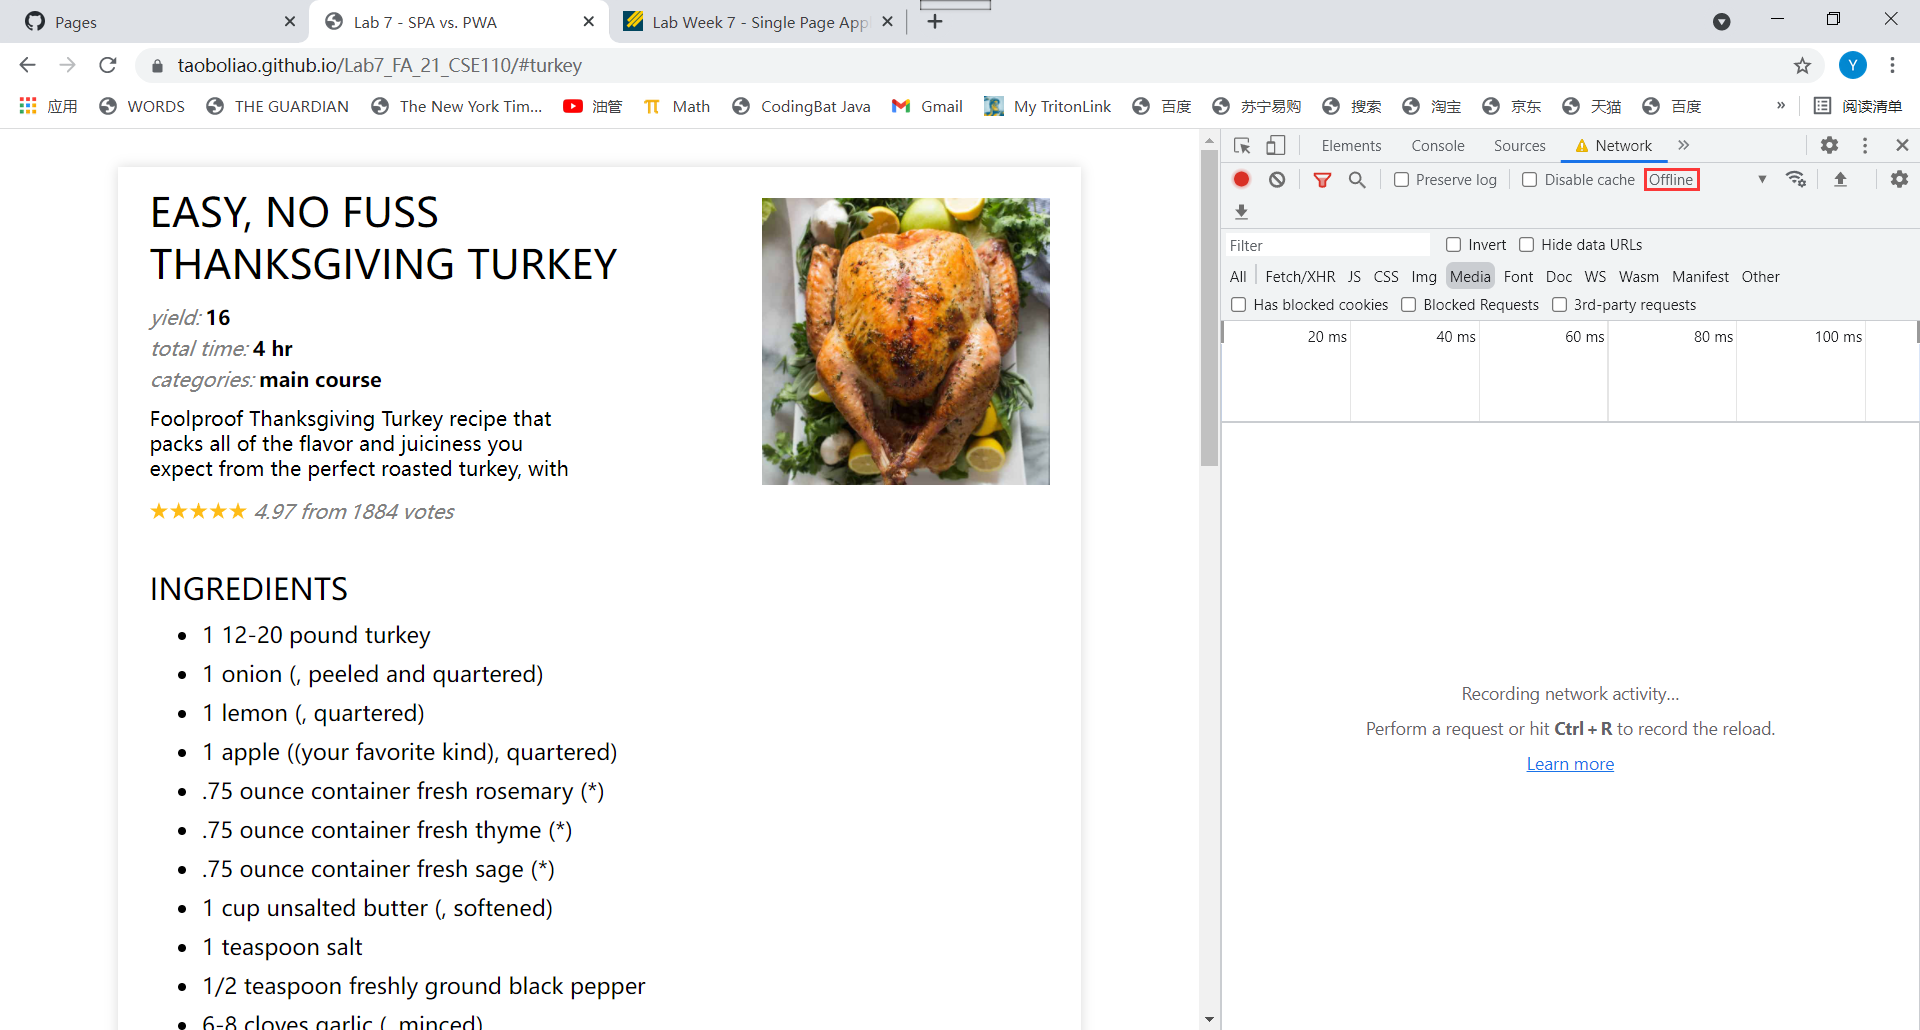 Pages
Lab 7 - SPA vs. PWA
Lab Week 7 - Single Page App
taoboliao.github.io/Lab7_FA_21_CSE110/#turkey
Y
应用
WORDS
THE GUARDIAN
The New York Tim...
油管
Math
CodingBat Java
Gmail
My TritonLink
百度
苏宁易购
搜索
淘宝
京东
天猫
百度
»
阅读清单
EASY, NO FUSS
THANKSGIVING TURKEY
yield: 16
total time: 4 hr
categories: main course
Foolproof Thanksgiving Turkey recipe that
packs all of the flavor and juiciness you
expect from the perfect roasted turkey, with
★★★★★ 4.97 from 1884 votes
INGREDIENTS
• 1 12-20 pound turkey
• 1 onion (, peeled and quartered)
• 1 lemon (, quartered)
• 1 apple ((your favorite kind), quartered)
• .75 ounce container fresh rosemary (*)
• .75 ounce container fresh thyme (*)
• .75 ounce container fresh sage (*)
• 1 cup unsalted butter (, softened)
• 1 teaspoon salt
• 1/2 teaspoon freshly ground black pepper
• 6-8 cloves garlic (, minced)
Elements Console Sources Network »
Preserve log Disable cache Offline
Filter Invert Hide data URLs
All Fetch/XHR JS CSS Img Media Font Doc WS Wasm Manifest Other
Has blocked cookies Blocked Requests 3rd-party requests
20 ms 40 ms 60 ms 80 ms 100 ms
Recording network activity…
Perform a request or hit Ctrl + R to record the reload.
Learn more